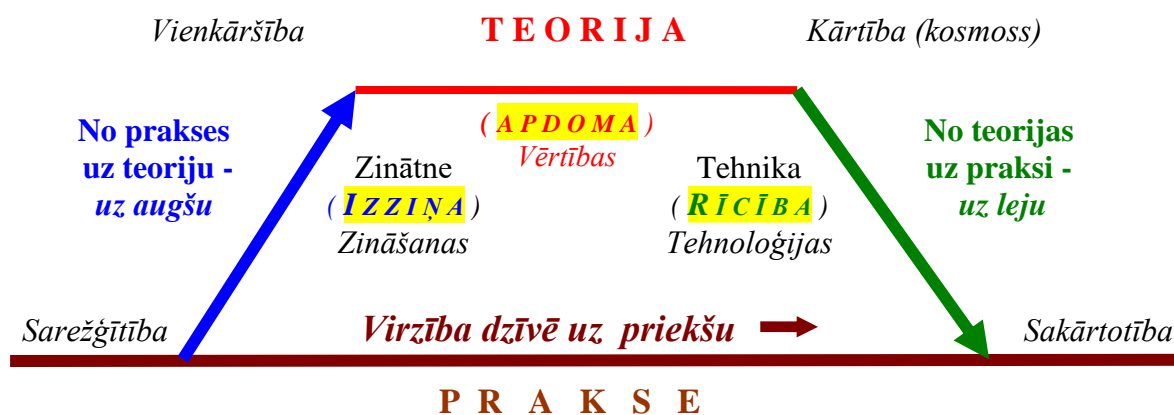 Vienkāršība
T E O R I J A
Kārtība (kosmoss)
No prakses
uz teoriju -
uz augšu
( A P D O M A )
Vērtības
No teorijas
uz praksi -
uz leju
Zinātne
( I Z Z I Ņ A )
Zināšanas
Tehnika
( R Ī C Ī B A )
Tehnoloģijas
Sarežģītība
Virzība dzīvē uz priekšu
Sakārtotība
P R A K S E